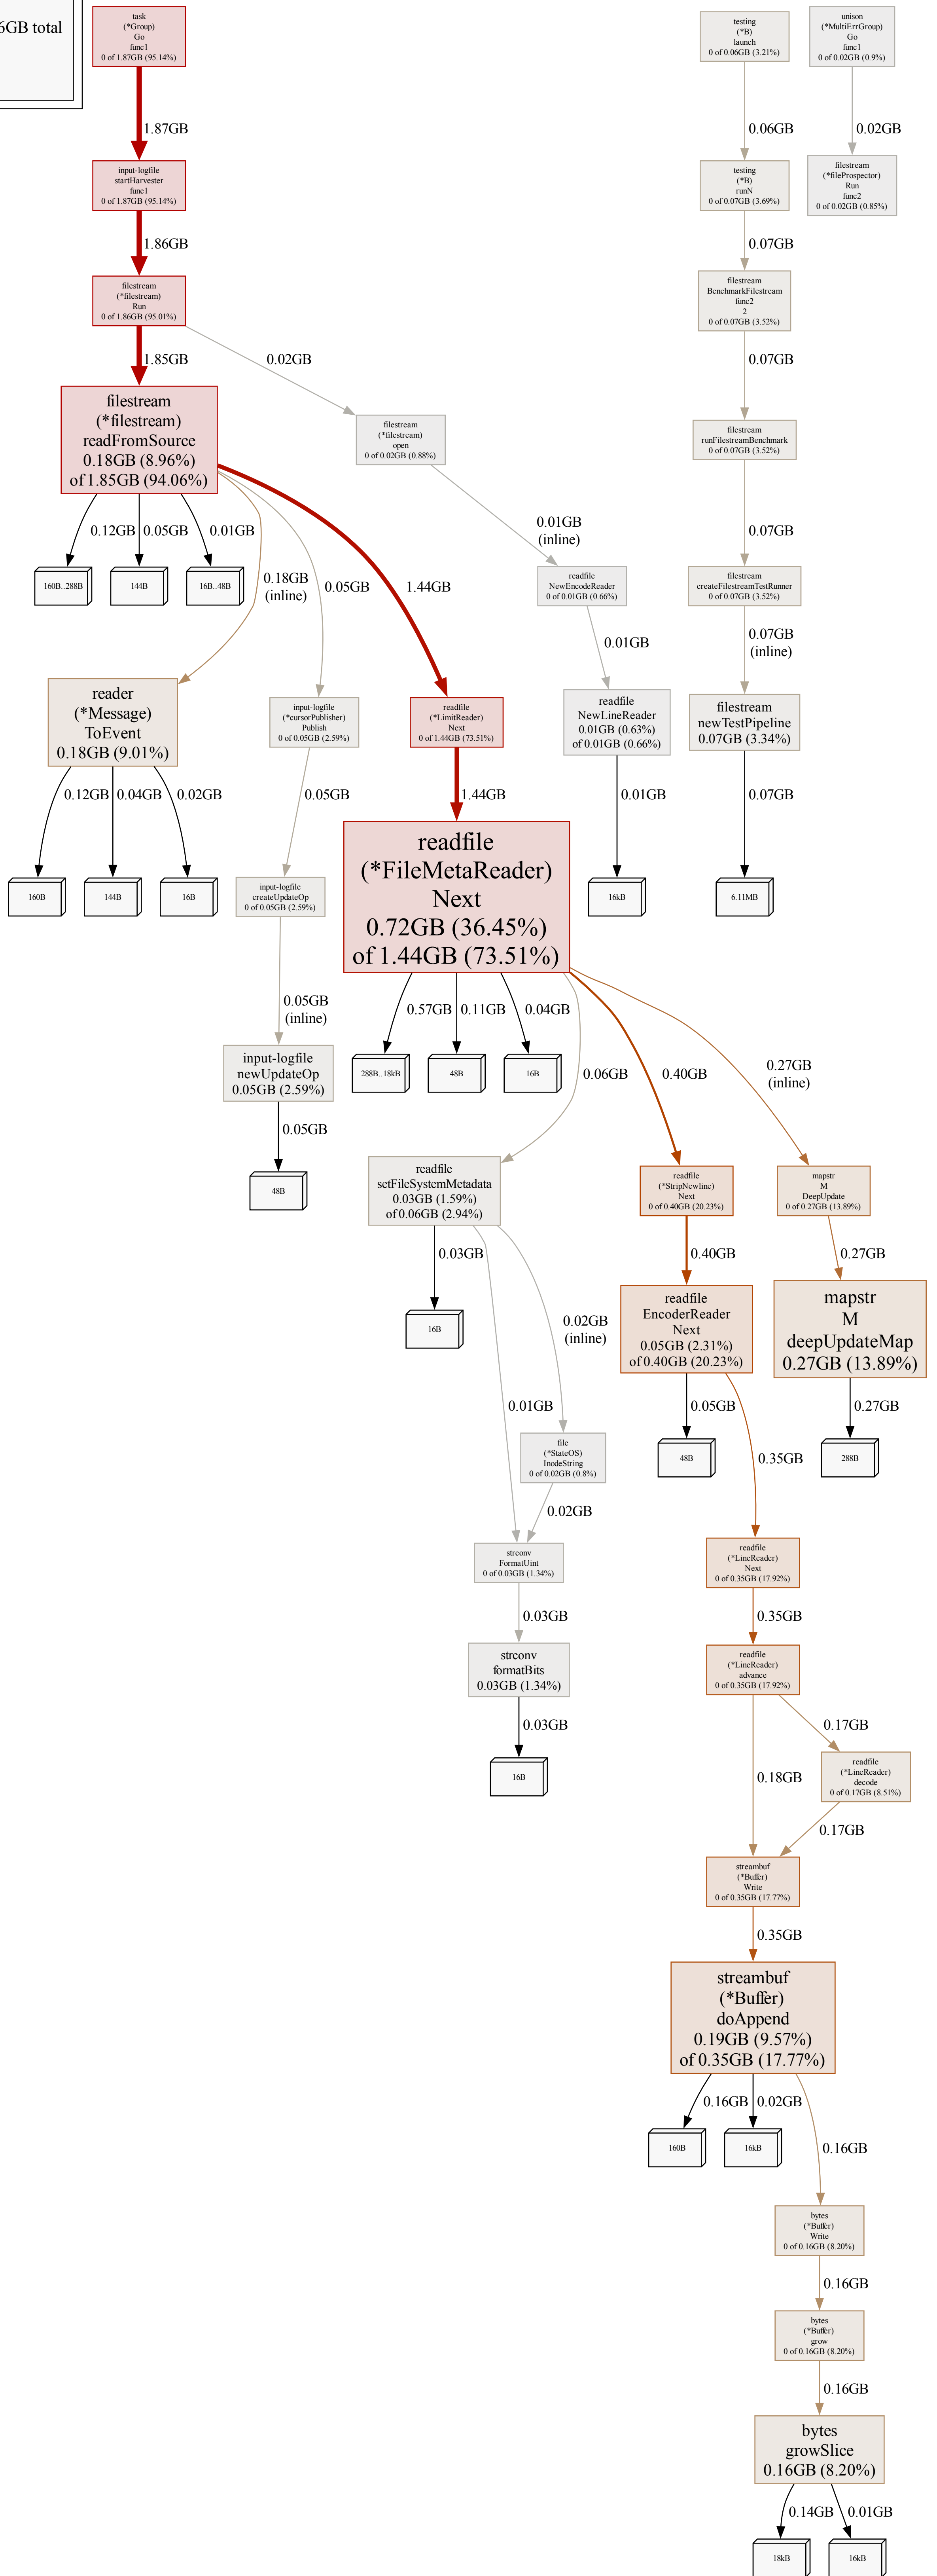 6GB total
task
(*Group)
Go
func1
0 of 1.87GB (95.14%)
testing
(*B)
launch
0 of 0.06GB (3.21%)
unison
(*MultiErrGroup)
Go
func1
0 of 0.02GB (0.9%)
1.87GB
0.06GB
0.02GB
input-logfile
startHarvester
func1
0 of 1.87GB (95.14%)
testing
(*B)
runN
0 of 0.07GB (3.69%)
filestream
(*fileProspector)
Run
func2
0 of 0.02GB (0.85%)
1.86GB
0.07GB
filestream
(*filestream)
Run
0 of 1.86GB (95.01%)
filestream
BenchmarkFilestream
func2
2
0 of 0.07GB (3.52%)
1.85GB
0.02GB
0.07GB
filestream
(*filestream)
readFromSource
0.18GB (8.96%)
of 1.85GB (94.06%)
filestream
(*filestream)
open
0 of 0.02GB (0.88%)
filestream
runFilestreamBenchmark
0 of 0.07GB (3.52%)
0.12GB
0.05GB
0.01GB
0.01GB
(inline)
0.07GB
160B..288B
144B
16B..48B
0.18GB
(inline)
0.05GB
1.44GB
readfile
NewEncodeReader
0 of 0.01GB (0.66%)
filestream
createFilestreamTestRunner
0 of 0.07GB (3.52%)
0.01GB
0.07GB
(inline)
reader
(*Message)
ToEvent
0.18GB (9.01%)
input-logfile
(*cursorPublisher)
Publish
0 of 0.05GB (2.59%)
readfile
(*LimitReader)
Next
0 of 1.44GB (73.51%)
readfile
NewLineReader
0.01GB (0.63%)
of 0.01GB (0.66%)
filestream
newTestPipeline
0.07GB (3.34%)
0.12GB
0.04GB
0.02GB
0.05GB
1.44GB
0.01GB
0.07GB
160B
144B
16B
input-logfile
createUpdateOp
0 of 0.05GB (2.59%)
readfile
(*FileMetaReader)
Next
0.72GB (36.45%)
of 1.44GB (73.51%)
16kB
6.11MB
0.05GB
(inline)
0.57GB
0.11GB
0.04GB
0.06GB
0.40GB
0.27GB
(inline)
input-logfile
newUpdateOp
0.05GB (2.59%)
288B..18kB
48B
16B
0.05GB
48B
readfile
setFileSystemMetadata
0.03GB (1.59%)
of 0.06GB (2.94%)
readfile
(*StripNewline)
Next
0 of 0.40GB (20.23%)
mapstr
M
DeepUpdate
0 of 0.27GB (13.89%)
0.03GB
0.40GB
0.27GB
16B
0.02GB
(inline)
readfile
EncoderReader
Next
0.05GB (2.31%)
of 0.40GB (20.23%)
mapstr
M
deepUpdateMap
0.27GB (13.89%)
0.01GB
0.05GB
0.35GB
0.27GB
file
(*StateOS)
InodeString
0 of 0.02GB (0.8%)
48B
288B
0.02GB
strconv
FormatUint
0 of 0.03GB (1.34%)
readfile
(*LineReader)
Next
0 of 0.35GB (17.92%)
0.03GB
0.35GB
strconv
formatBits
0.03GB (1.34%)
readfile
(*LineReader)
advance
0 of 0.35GB (17.92%)
0.03GB
0.17GB
16B
0.18GB
readfile
(*LineReader)
decode
0 of 0.17GB (8.51%)
0.17GB
streambuf
(*Buffer)
Write
0 of 0.35GB (17.77%)
0.35GB
streambuf
(*Buffer)
doAppend
0.19GB (9.57%)
of 0.35GB (17.77%)
0.16GB
0.02GB
0.16GB
160B
16kB
bytes
(*Buffer)
Write
0 of 0.16GB (8.20%)
0.16GB
bytes
(*Buffer)
grow
0 of 0.16GB (8.20%)
0.16GB
bytes
growSlice
0.16GB (8.20%)
0.14GB
0.01GB
18kB
16kB